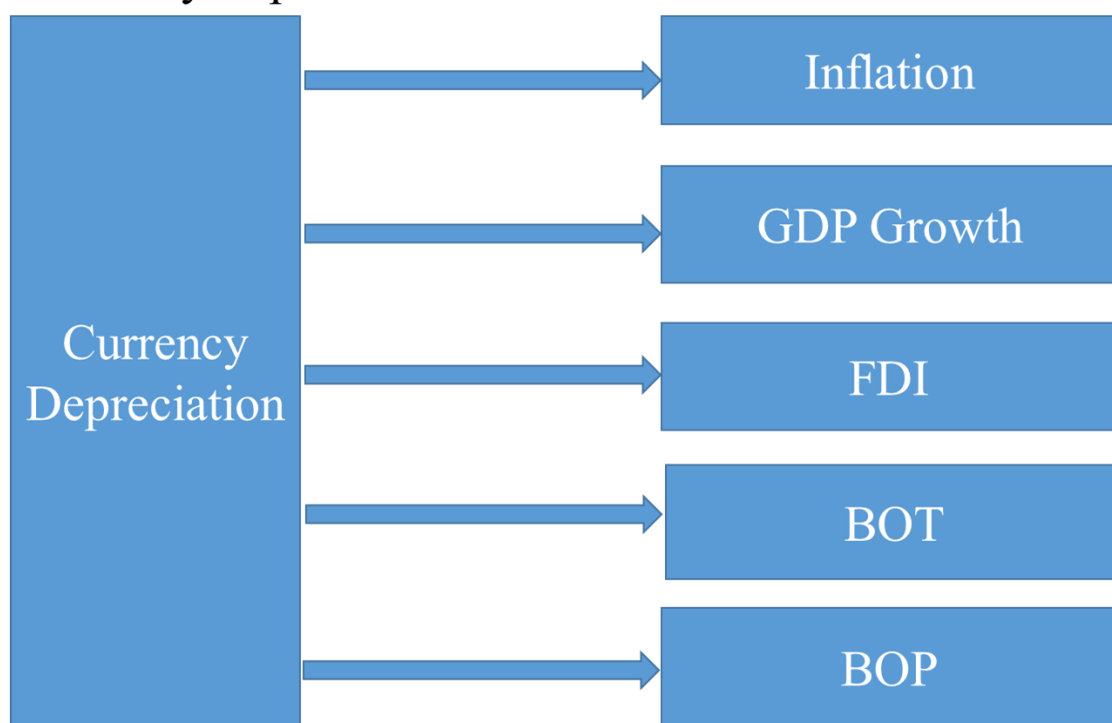 Currency
Depreciation
Inflation
GDP Growth
FDI
BOT
BOP